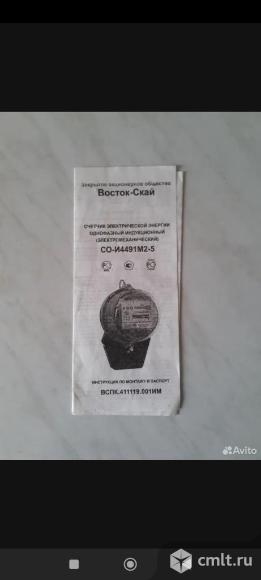 Закрытое акционерное общество
Восток-Скай
СЧЕТЧИК ЭЛЕКТРИЧЕСКОЙ ЭНЕРГИИ
ОДНОФАЗНЫЙ ИНДУКЦИОННЫЙ
(ЭЛЕКТРОМЕХАНИЧЕСКИЙ)
СО-И4491М2-5
ИНСТРУКЦИЯ ПО МОНТАЖУ И ПАСПОРТ
ВСПК.411119.001ИМ
Avito
cmlt.ru